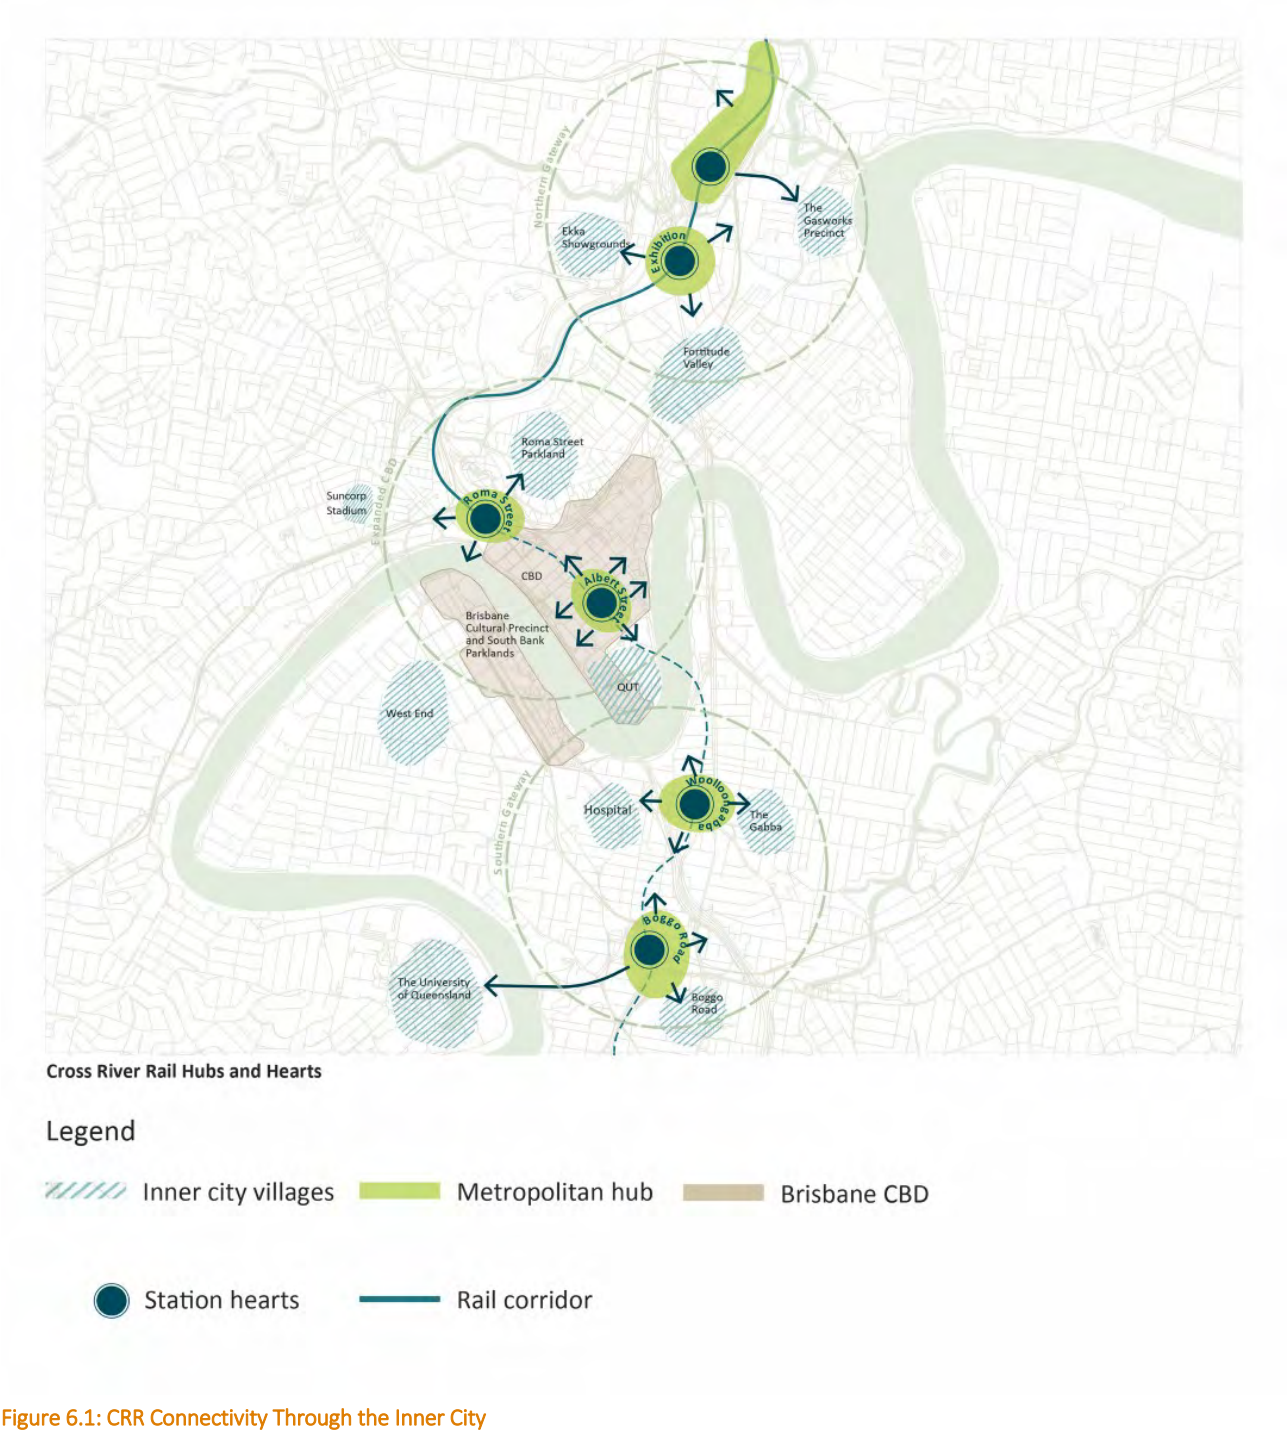 Northern Gateway
The
Gasworks
Precinct
Ekka
Showgrounds
Exhibition
Fortitude
Valley
Expanded CBD
Roma Street
Parkland
Suncorp
Stadium
Roma Street
CBD
Albert Street
Brisbane
Cultural Precinct
and South Bank
Parklands
QUT
West End
Southern Gateway
Woolloongabba
Hospital
The
Gabba
Boggo Road
The University
of Queensland
Boggo
Road
Cross River Rail Hubs and Hearts
Legend
Inner city villages
Metropolitan hub
Brisbane CBD
Station hearts
Rail corridor
Figure 6.1: CRR Connectivity Through the Inner City